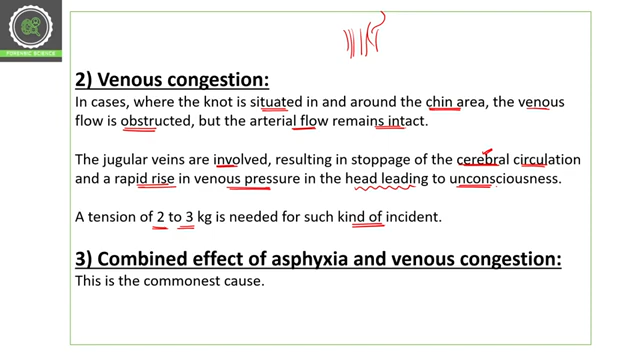 FORENSIC SCIENCE
2) Venous congestion:
In cases, where the knot is situated in and around the chin area, the venous
flow is obstructed, but the arterial flow remains intact.
The jugular veins are involved, resulting in stoppage of the cerebral circulation
and a rapid rise in venous pressure in the head leading to unconsciousness.
A tension of 2 to 3 kg is needed for such kind of incident.
3) Combined effect of asphyxia and venous congestion:
This is the commonest cause.